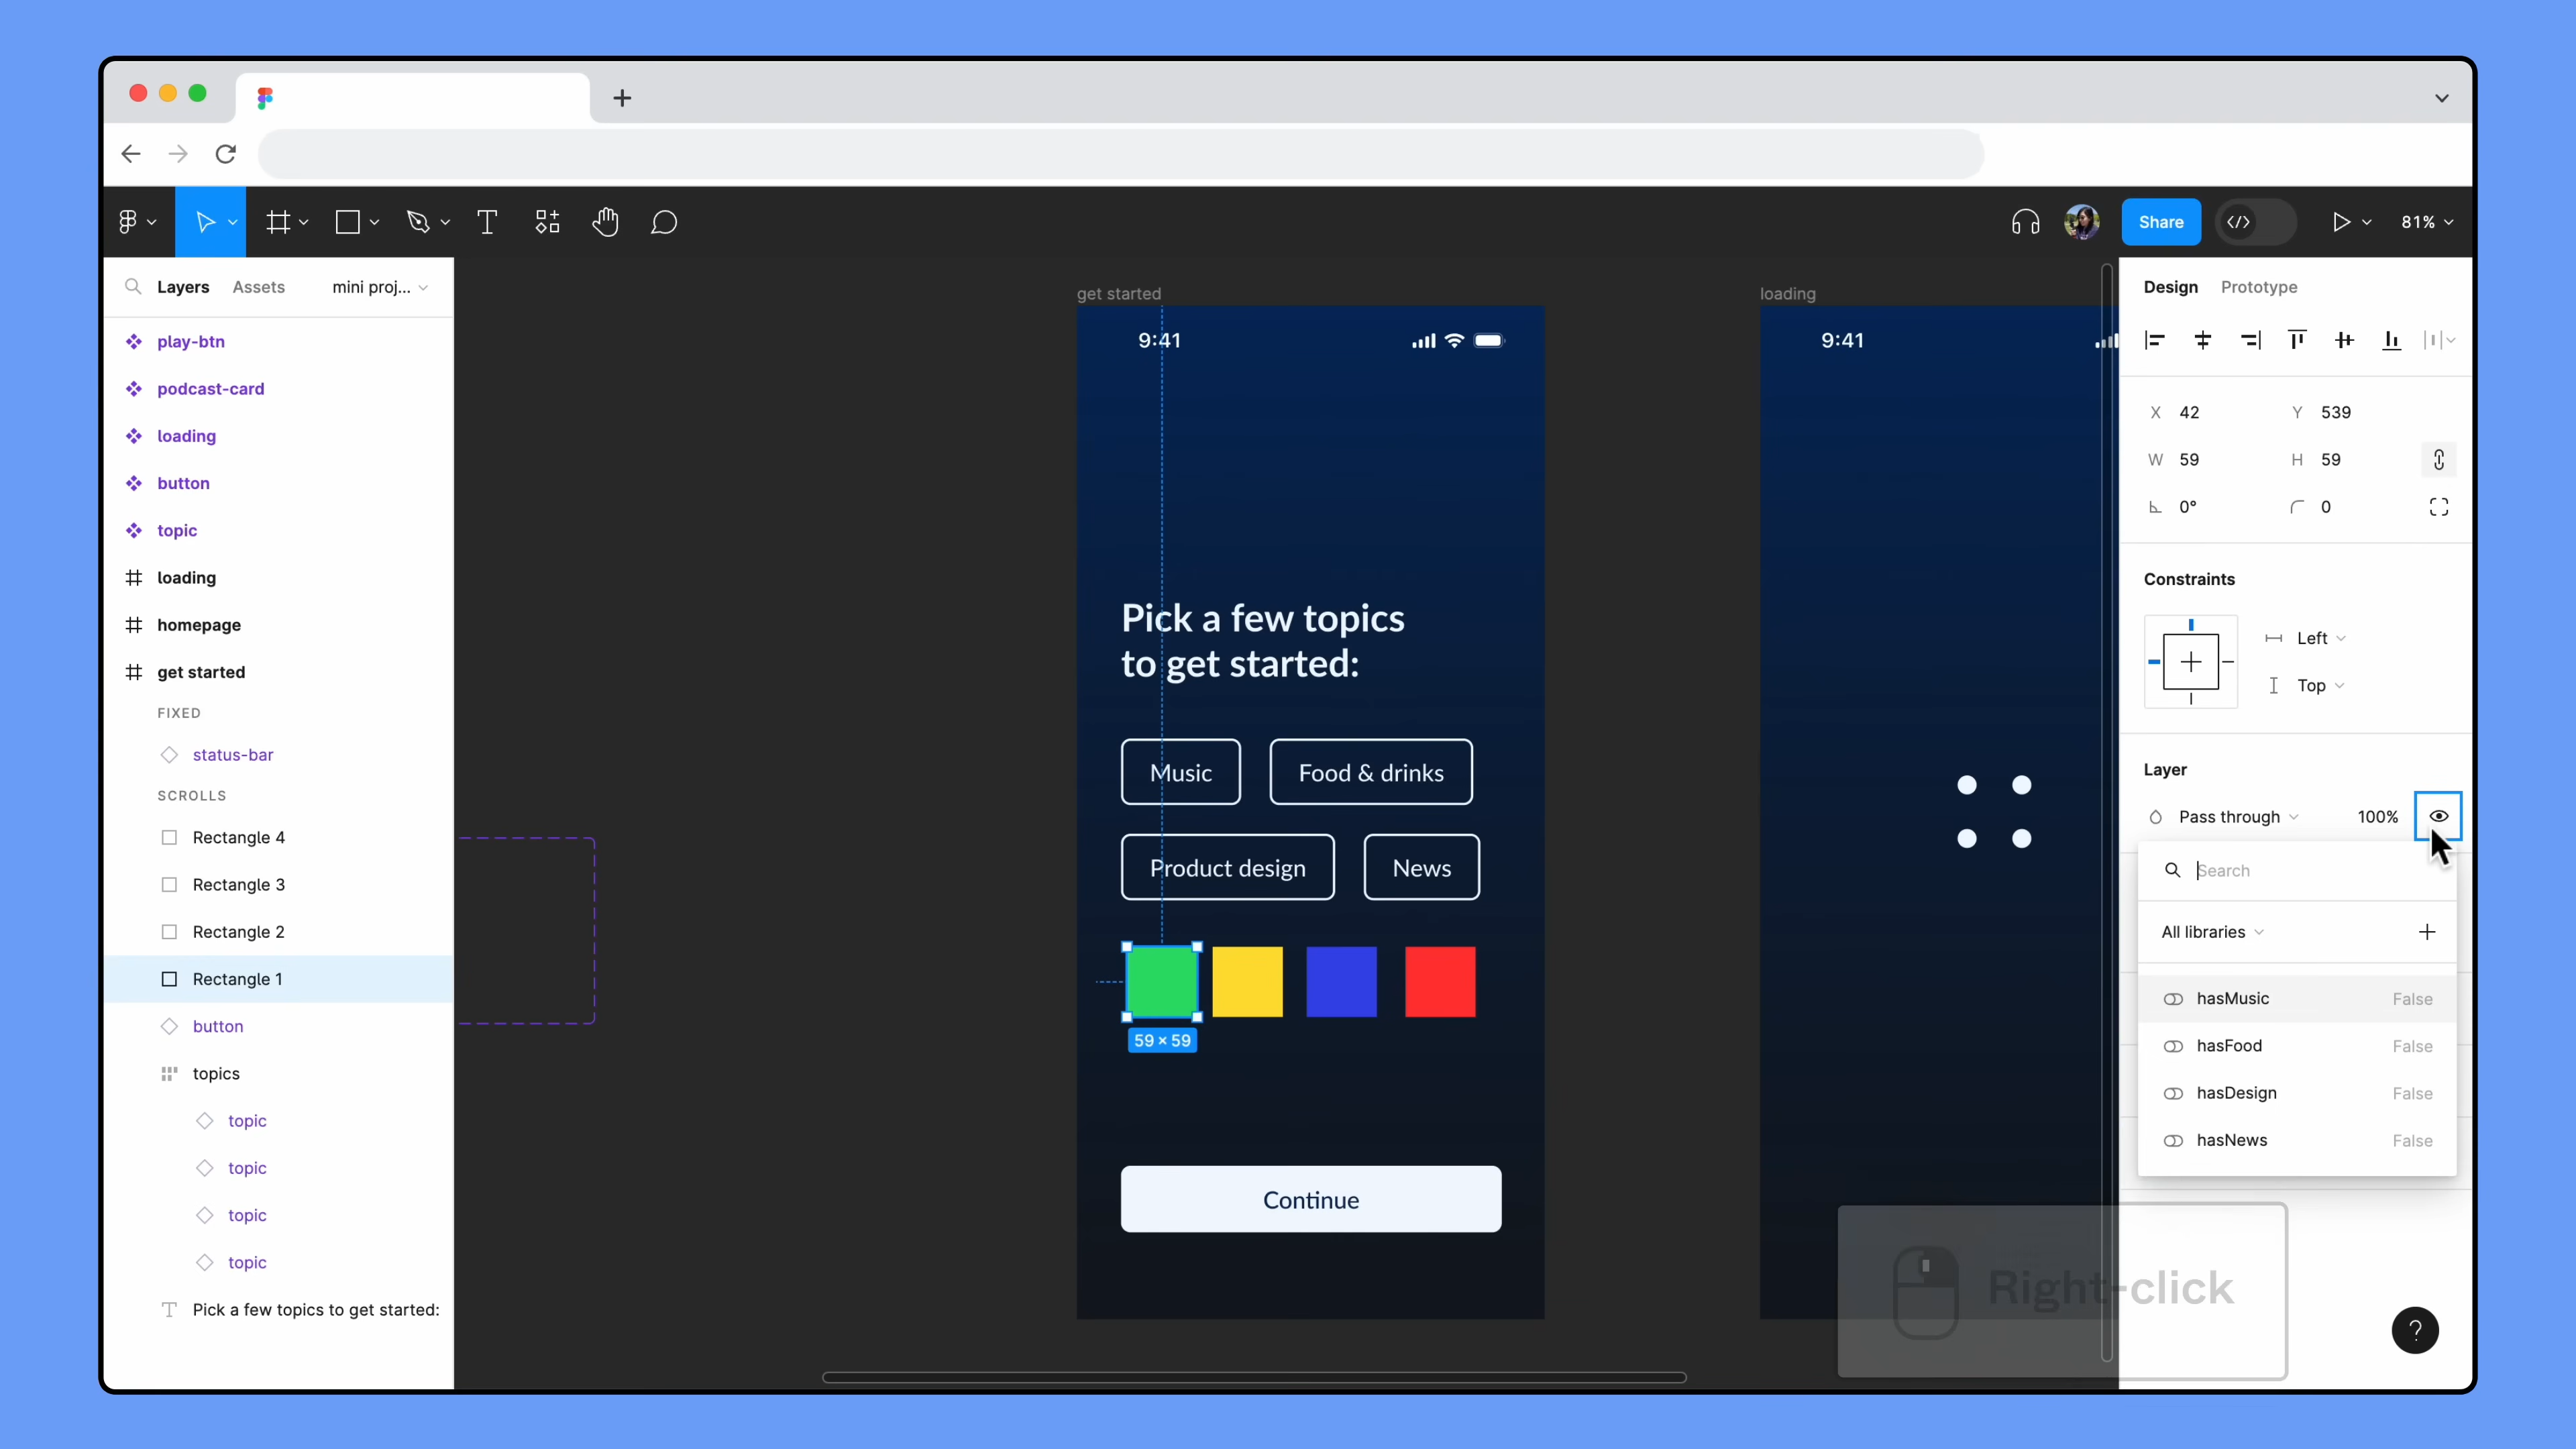 Share
81%
Layers
Assets
mini proj...
play-btn
podcast-card
loading
button
topic
loading
homepage
get started
FIXED
status-bar
SCROLLS
Rectangle 4
Rectangle 3
Rectangle 2
Rectangle 1
button
topics
topic
topic
topic
topic
Pick a few topics to get started:
get started
9:41
Pick a few topics
to get started:
Music
Food & drinks
Product design
News
59 × 59
Continue
loading
9:41
Design
Prototype
X 42
Y 539
W 59
H 59
0°
0
Constraints
Left
Top
Layer
Pass through
100%
Search
All libraries
hasMusic False
hasFood False
hasDesign False
hasNews False
Right-click
?